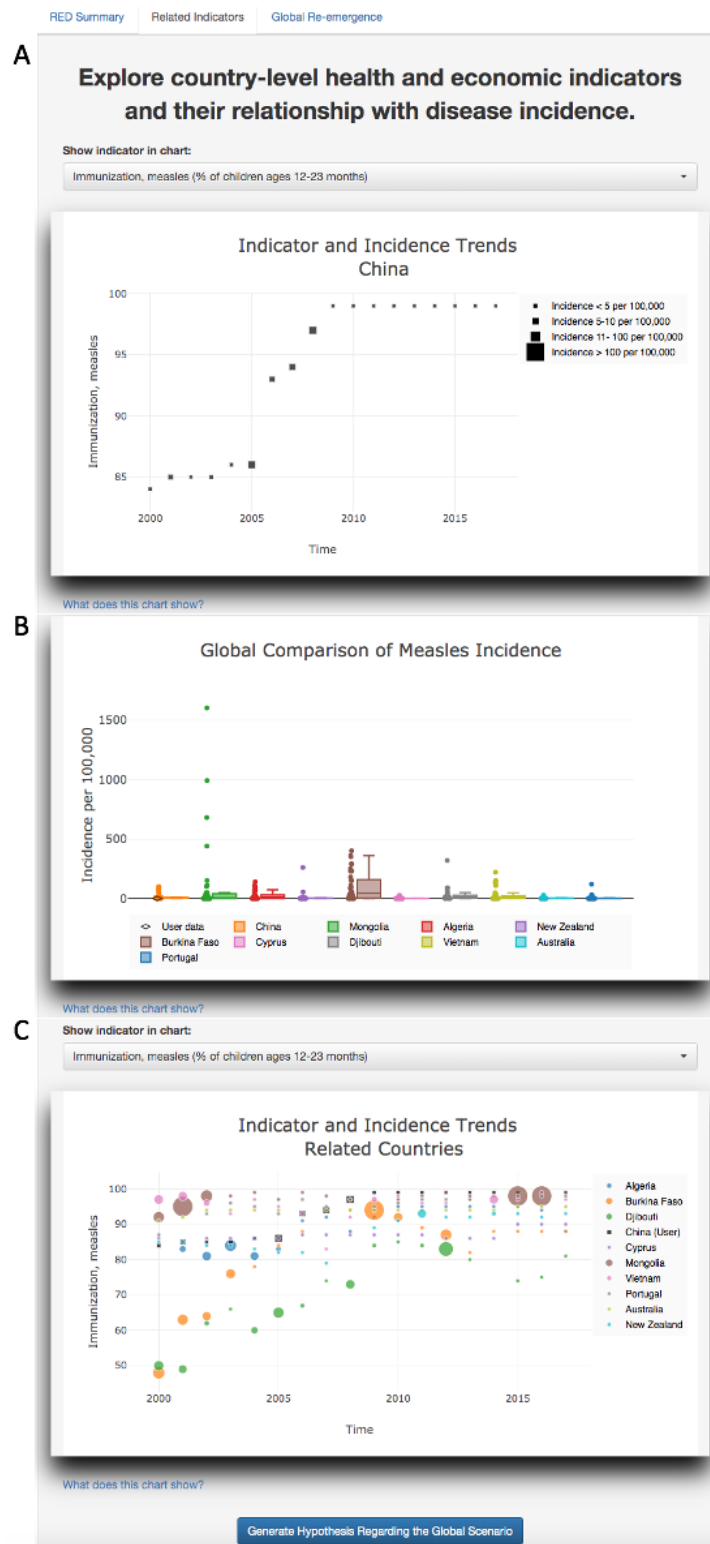 RED Summary Related Indicators Global Re-emergence
A
Explore country-level health and economic indicators
and their relationship with disease incidence.
Show indicator in chart:
Immunization, measles (% of children ages 12-23 months)
Indicator and Incidence Trends
China
100
95
90
85
Immunization, measles
2000 2005 2010 2015
Time
Incidence < 5 per 100,000
Incidence 5-10 per 100,000
Incidence 11- 100 per 100,000
Incidence > 100 per 100,000
What does this chart show?
B
Global Comparison of Measles Incidence
Incidence per 100,000
1500
1000
500
0
User data China Mongolia Algeria New Zealand
Burkina Faso Cyprus Djibouti Vietnam Australia
Portugal
What does this chart show?
C
Show indicator in chart:
Immunization, measles (% of children ages 12-23 months)
Indicator and Incidence Trends
Related Countries
100
90
80
70
60
50
Immunization, measles
2000 2005 2010 2015
Time
Algeria
Burkina Faso
Djibouti
China (User)
Cyprus
Mongolia
Vietnam
Portugal
Australia
New Zealand
What does this chart show?
Generate Hypothesis Regarding the Global Scenario